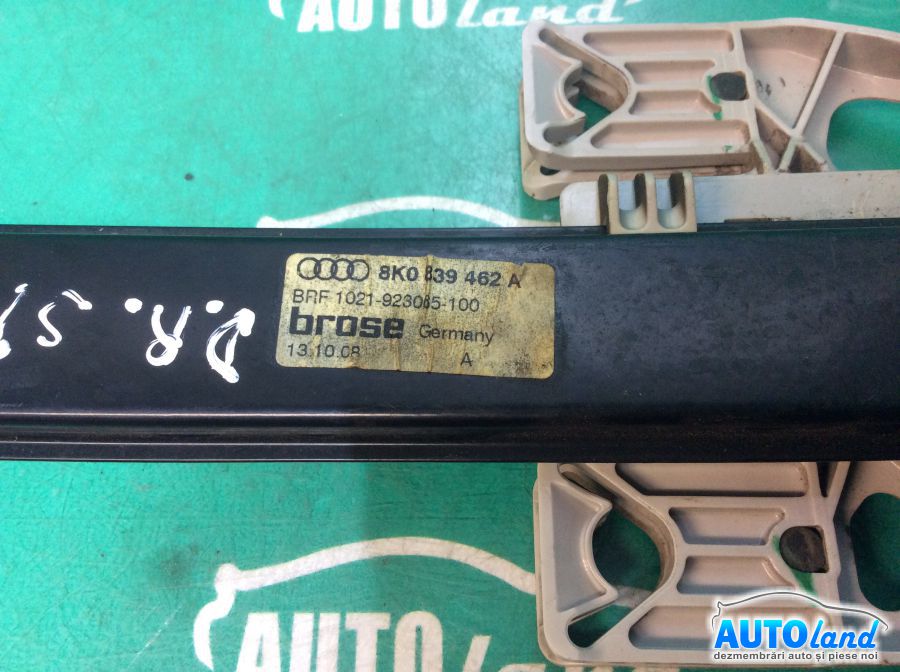 AUTOland
8K0 839 462 A
BRF 1021-923065-100
brose Germany
13.10.08 A
D.R.
AUTOland
AUTOland
dezmembrări auto și piese noi